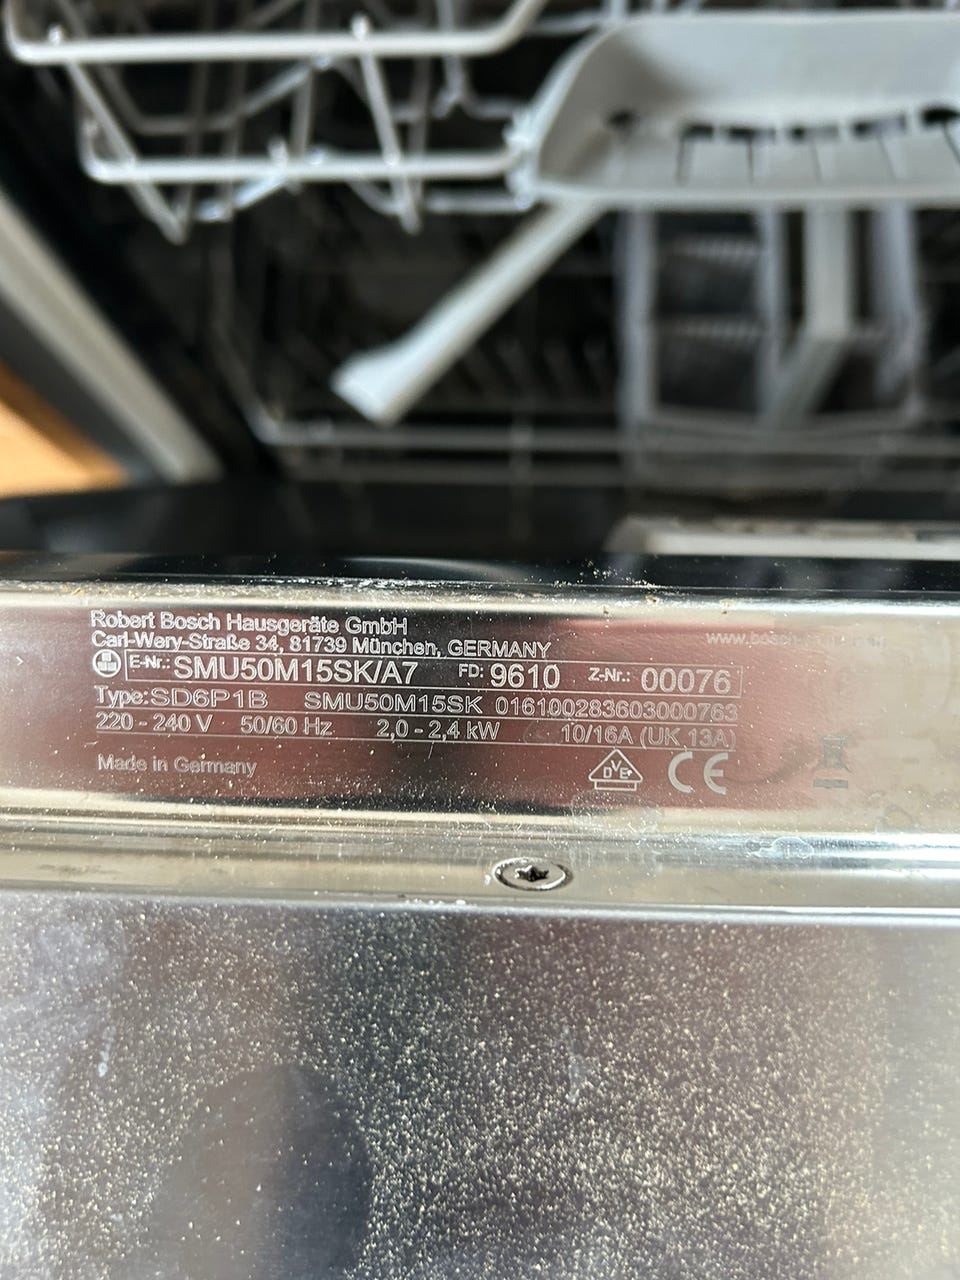 Robert Bosch Hausgeräte GmbH
Carl-Wery-Straße 34, 81739 München, GERMANY
E-Nr.: SMU50M15SK/A7 FD: 9610 Z-Nr.: 00076
Type: SD6P1B SMU50M15SK 016100283603000763
220 - 240 V 50/60 Hz 2,0 - 2,4 kW 10/16A (UK 13A)
Made in Germany
DVE CE